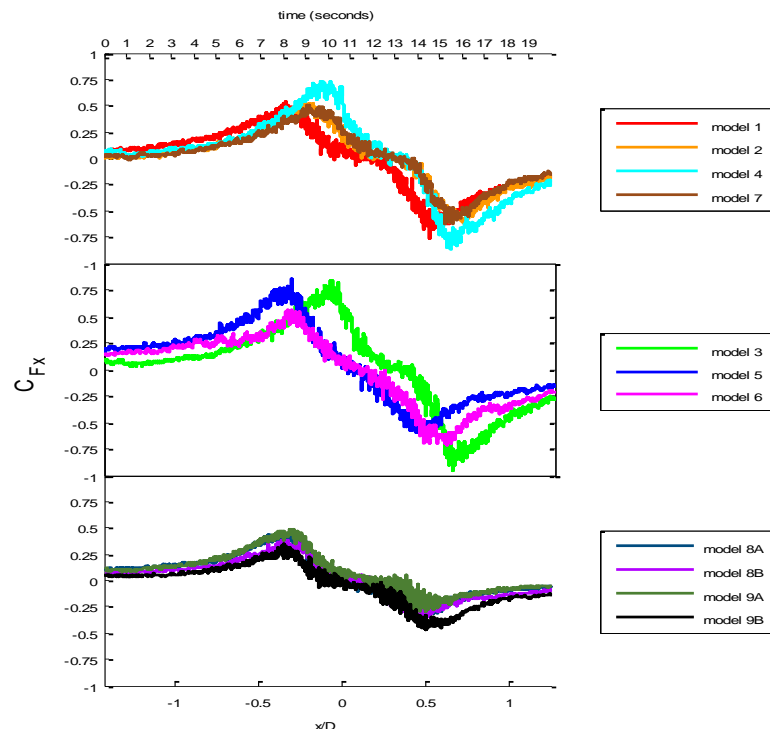 time (seconds)
0 1 2 3 4 5 6 7 8 9 10 11 12 13 14 15 16 17 18 19
1
0.75
0.5
0.25
0
-0.25
-0.5
-0.75
-1
model 1
model 2
model 4
model 7
0.75
0.5
0.25
0
-0.25
-0.5
-0.75
-1
C_Fx
model 3
model 5
model 6
0.75
0.5
0.25
0
-0.25
-0.5
-0.75
-1
model 8A
model 8B
model 9A
model 9B
-1 -0.5 0 0.5 1
x/D